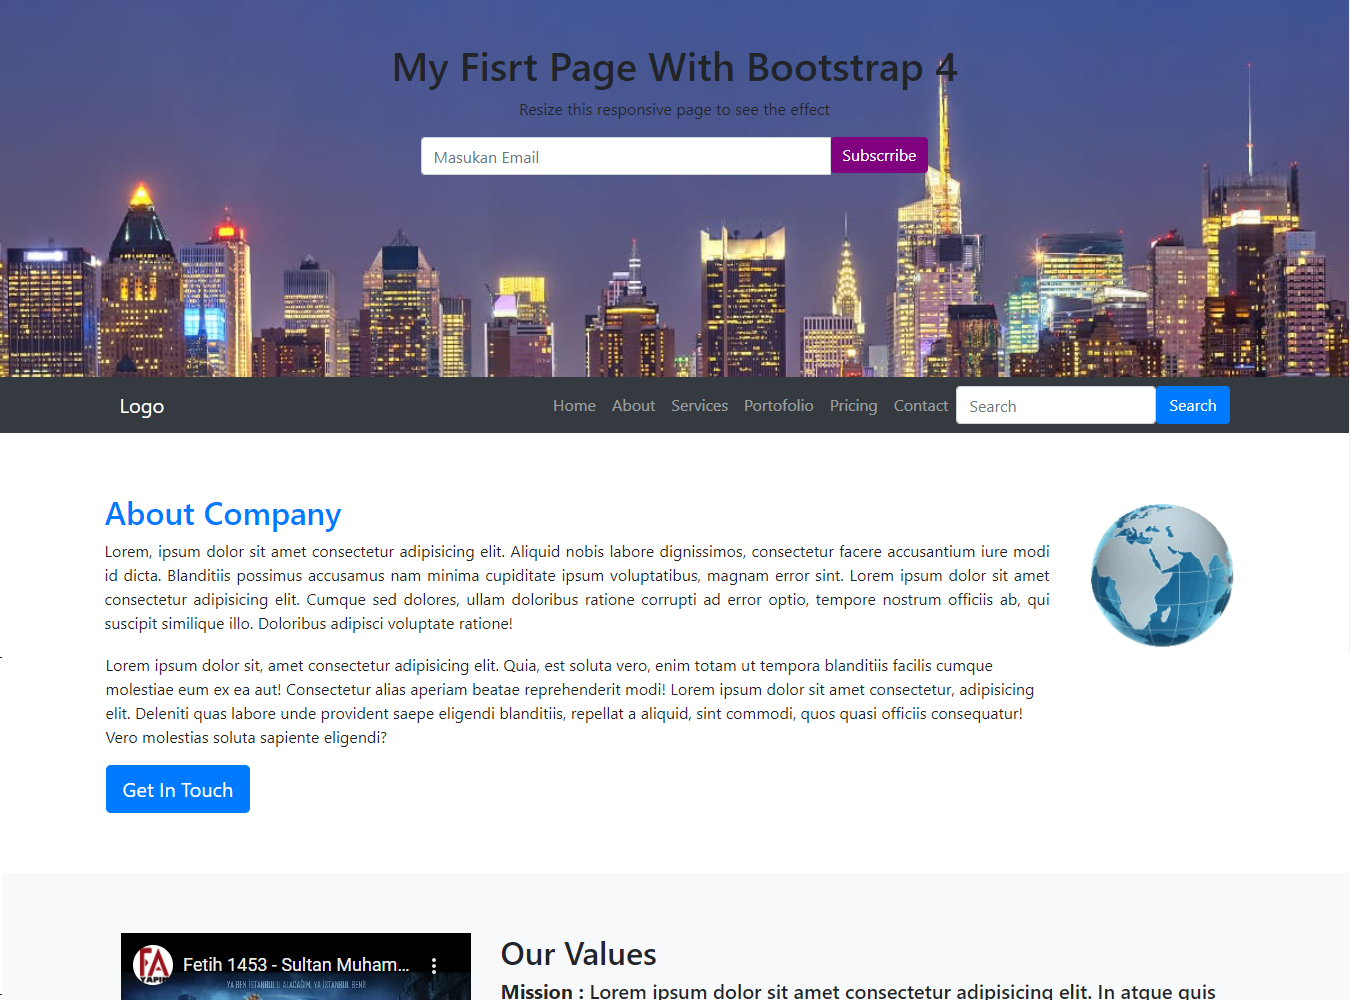 My Fisrt Page With Bootstrap 4
Resize this responsive page to see the effect
Masukan Email
Subscrribe
Logo
Home About Services Portofolio Pricing Contact Search Search
About Company
Lorem, ipsum dolor sit amet consectetur adipisicing elit. Aliquid nobis labore dignissimos, consectetur facere accusantium iure modi
id dicta. Blanditiis possimus accusamus nam minima cupiditate ipsum voluptatibus, magnam error sint. Lorem ipsum dolor sit amet
consectetur adipisicing elit. Cumque sed dolores, ullam doloribus ratione corrupti ad error optio, tempore nostrum officiis ab, qui
suscipit similique illo. Doloribus adipisci voluptate ratione!
Lorem ipsum dolor sit, amet consectetur adipisicing elit. Quia, est soluta vero, enim totam ut tempora blanditiis facilis cumque
molestiae eum ex ea aut! Consectetur alias aperiam beatae reprehenderit modi! Lorem ipsum dolor sit amet consectetur, adipisicing
elit. Deleniti quas labore unde provident saepe eligendi blanditiis, repellat a aliquid, sint commodi, quos quasi officiis consequatur!
Vero molestias soluta sapiente eligendi?
Get In Touch
FA YAPIM
Fetih 1453 - Sultan Muham...
YA BEN İSTANBUL'U ALACAĞIM, YA İSTANBUL BENİ!
Our Values
Mission : Lorem ipsum dolor sit amet consectetur adipisicing elit. In atque quis